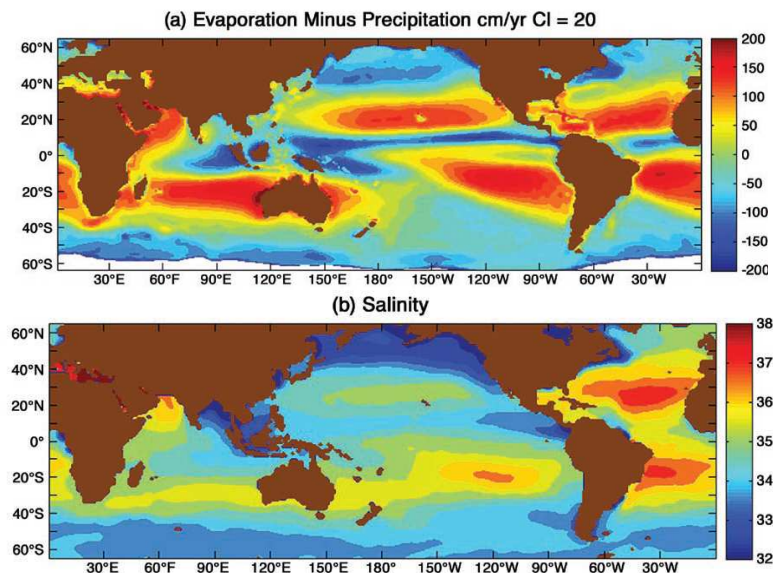 (a) Evaporation Minus Precipitation cm/yr Cl = 20
60°N
40°N
20°N
0°
20°S
40°S
60°S
30°E 60°E 90°E 120°E 150°E 180° 150°W 120°W 90°W 60°W 30°W
200
150
100
50
0
-50
-100
-150
-200
(b) Salinity
60°N
40°N
20°N
0°
20°S
40°S
60°S
30°E 60°E 90°E 120°E 150°E 180° 150°W 120°W 90°W 60°W 30°W
38
37
36
35
34
33
32